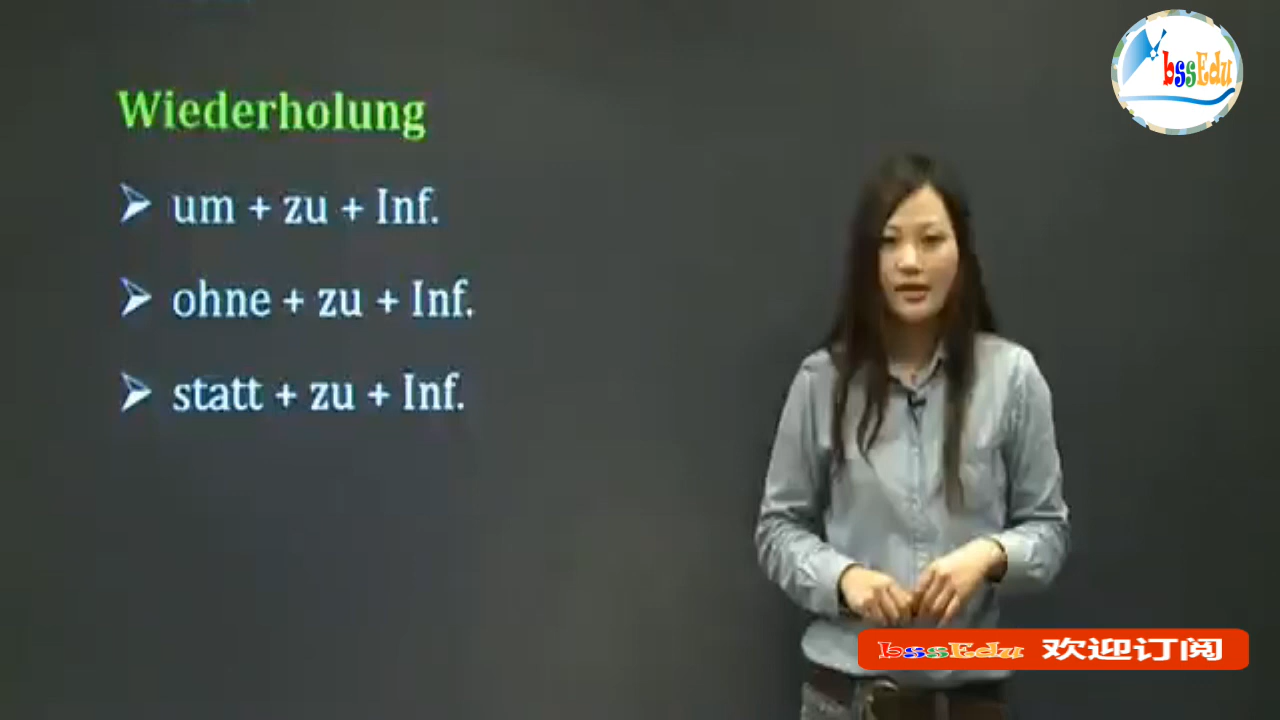 bssEdu
Wiederholung
➢ um + zu + Inf.
➢ ohne + zu + Inf.
➢ statt + zu + Inf.
bssEdu 欢迎订阅